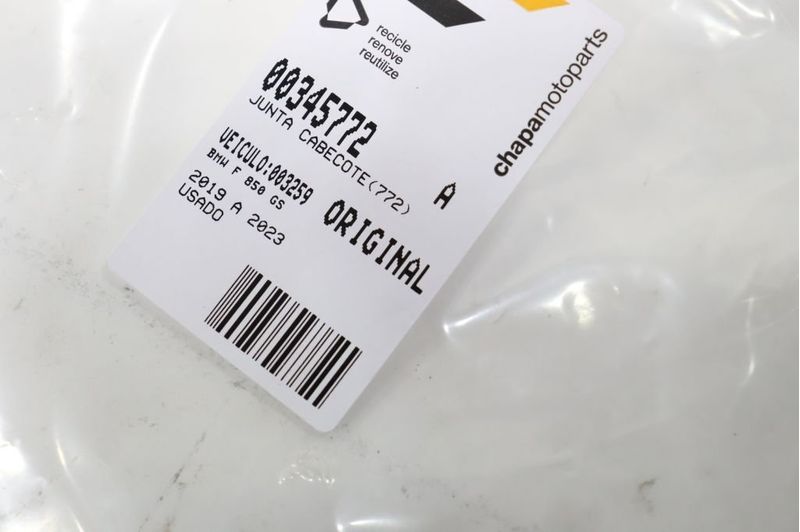 recicle
renove
reutilize
chapamotoparts
00345772
JUNTA CABECOTE(772)
A
VEICULO:003259
BMW F 850 GS
ORIGINAL
2019 A 2023
USADO